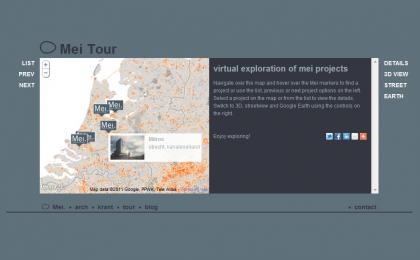 Mei Tour
LIST
PREV
NEXT
Mei.
Mei.
Mei.
Mei.
utrecht, kanaleneiland
Map data ©2011 Google, PPWK, Tele Atlas
virtual exploration of mei projects
Navigate over the map and hover over the Mei markers to find a
project or use the list, previous or next project options on the left.
Select a project on the map or from the list to view the details.
Switch to 3D, streetview and Google Earth using the controls on
the right.
Enjoy exploring!
DETAILS
3D VIEW
STREET
EARTH
Mei. • arch • krant • tour • blog
• contact